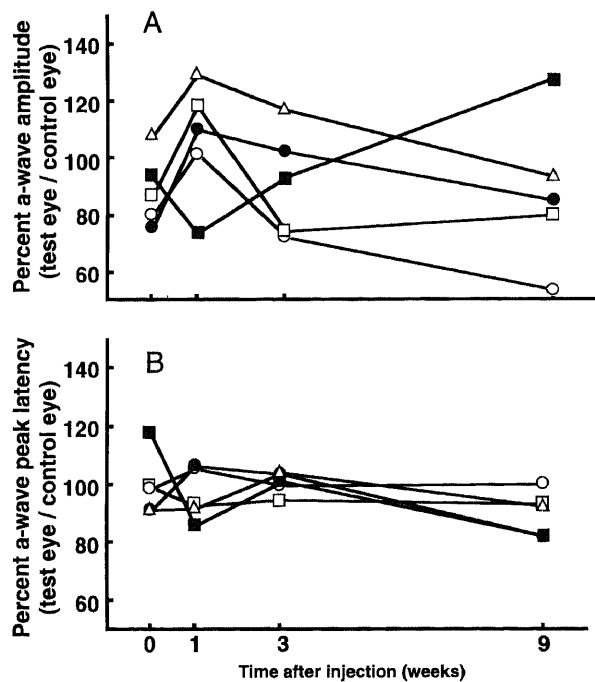 A
Percent a-wave amplitude
(test eye / control eye)
140
120
100
80
60
B
Percent a-wave peak latency
(test eye / control eye)
140
120
100
80
60
0 1 3 9
Time after injection (weeks)